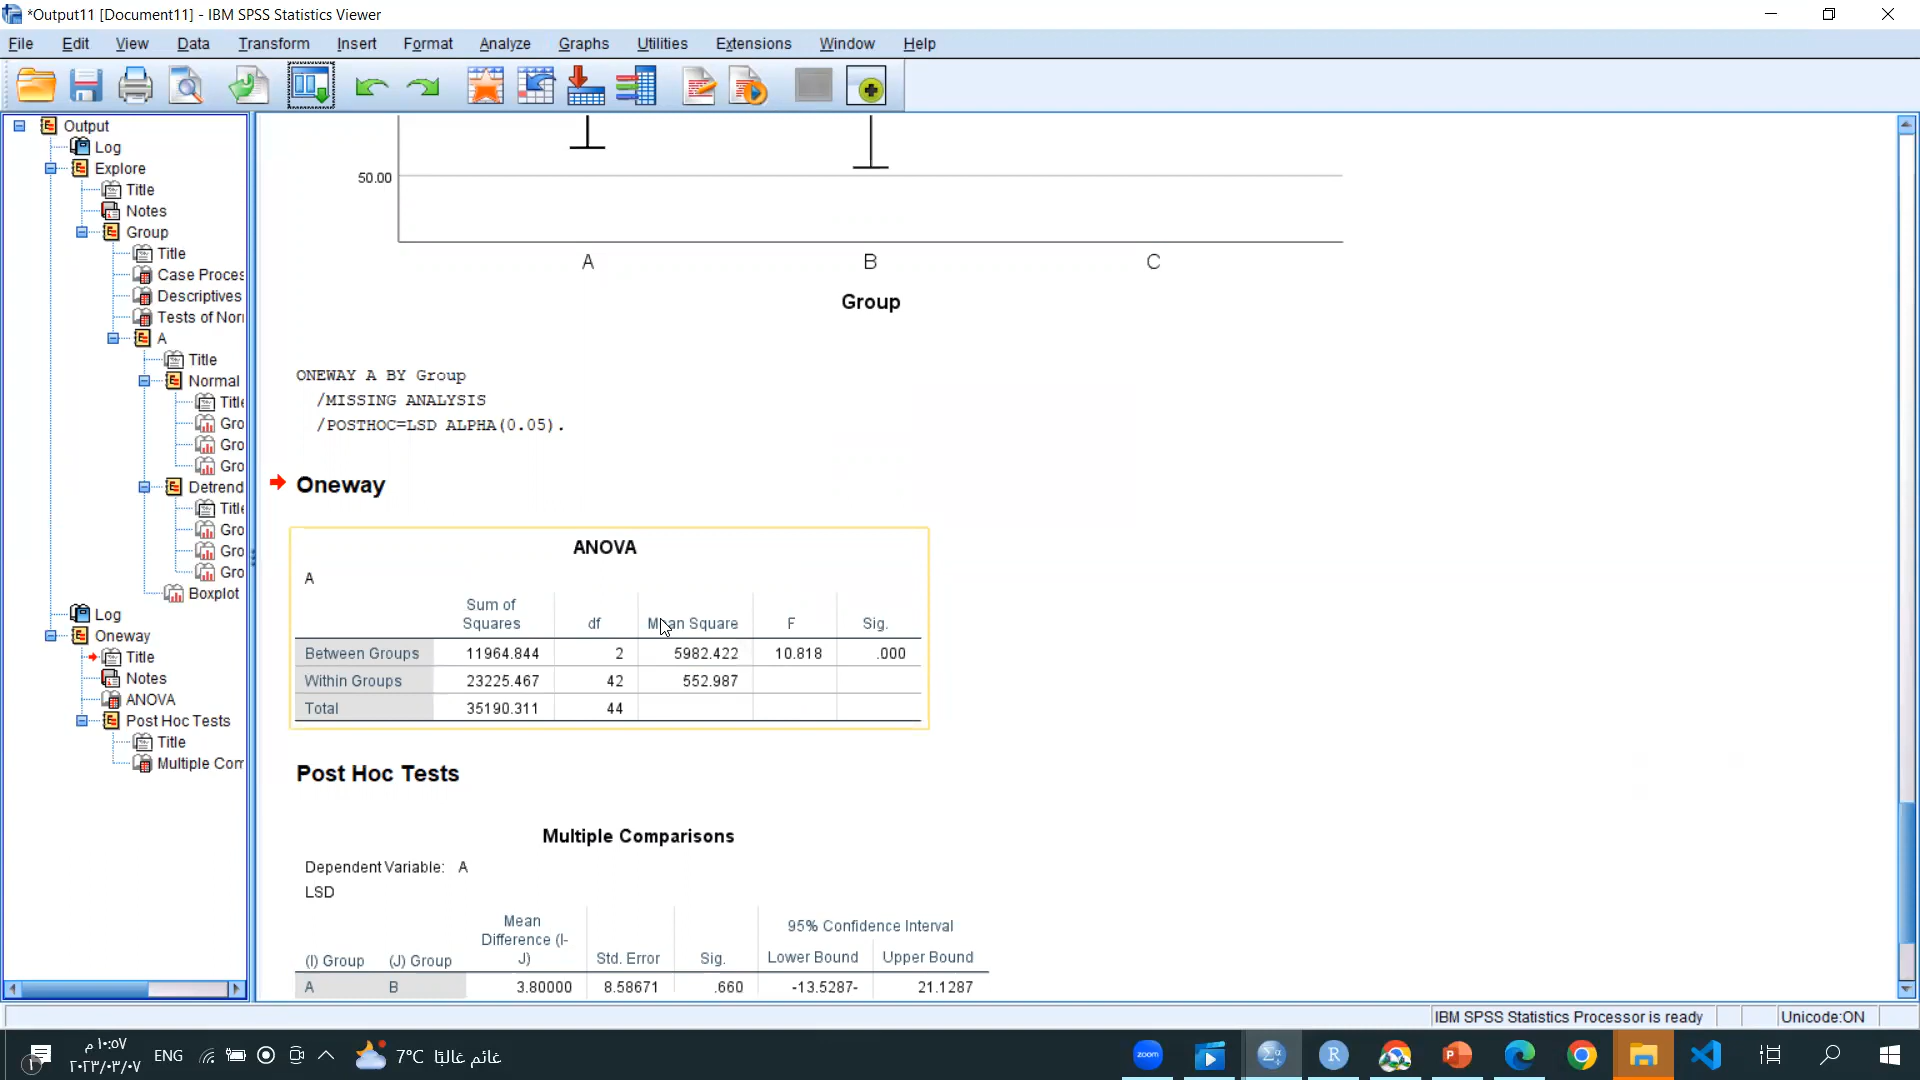 *Output11 [Document11] - IBM SPSS Statistics Viewer
File Edit View Data Transform Insert Format Analyze Graphs Utilities Extensions Window Help
Output
Log
Explore
Title
Notes
Group
Title
Case Proces
Descriptives
Tests of Nor
A
Title
Normal
Title
Gro
Gro
Gro
Detrend
Title
Gro
Gro
Gro
Boxplot
Log
Oneway
Title
Notes
ANOVA
Post Hoc Tests
Title
Multiple Com
50.00
A B C
Group
ONEWAY A BY Group
/MISSING ANALYSIS
/POSTHOC=LSD ALPHA(0.05).
Oneway
ANOVA
A
Sum of Squares df Mean Square F Sig.
Between Groups 11964.844 2 5982.422 10.818 .000
Within Groups 23225.467 42 552.987
Total 35190.311 44
Post Hoc Tests
Multiple Comparisons
Dependent Variable: A
LSD
(I) Group (J) Group Mean Difference (I-J) Std. Error Sig. 95% Confidence Interval
Lower Bound Upper Bound
A B 3.80000 8.58671 .660 -13.5287- 21.1287
IBM SPSS Statistics Processor is ready Unicode:ON
١٠:٥٧ م
٢٠٢٣/٠٣/٠٧
ENG
7°C غائم غالبًا
zoom